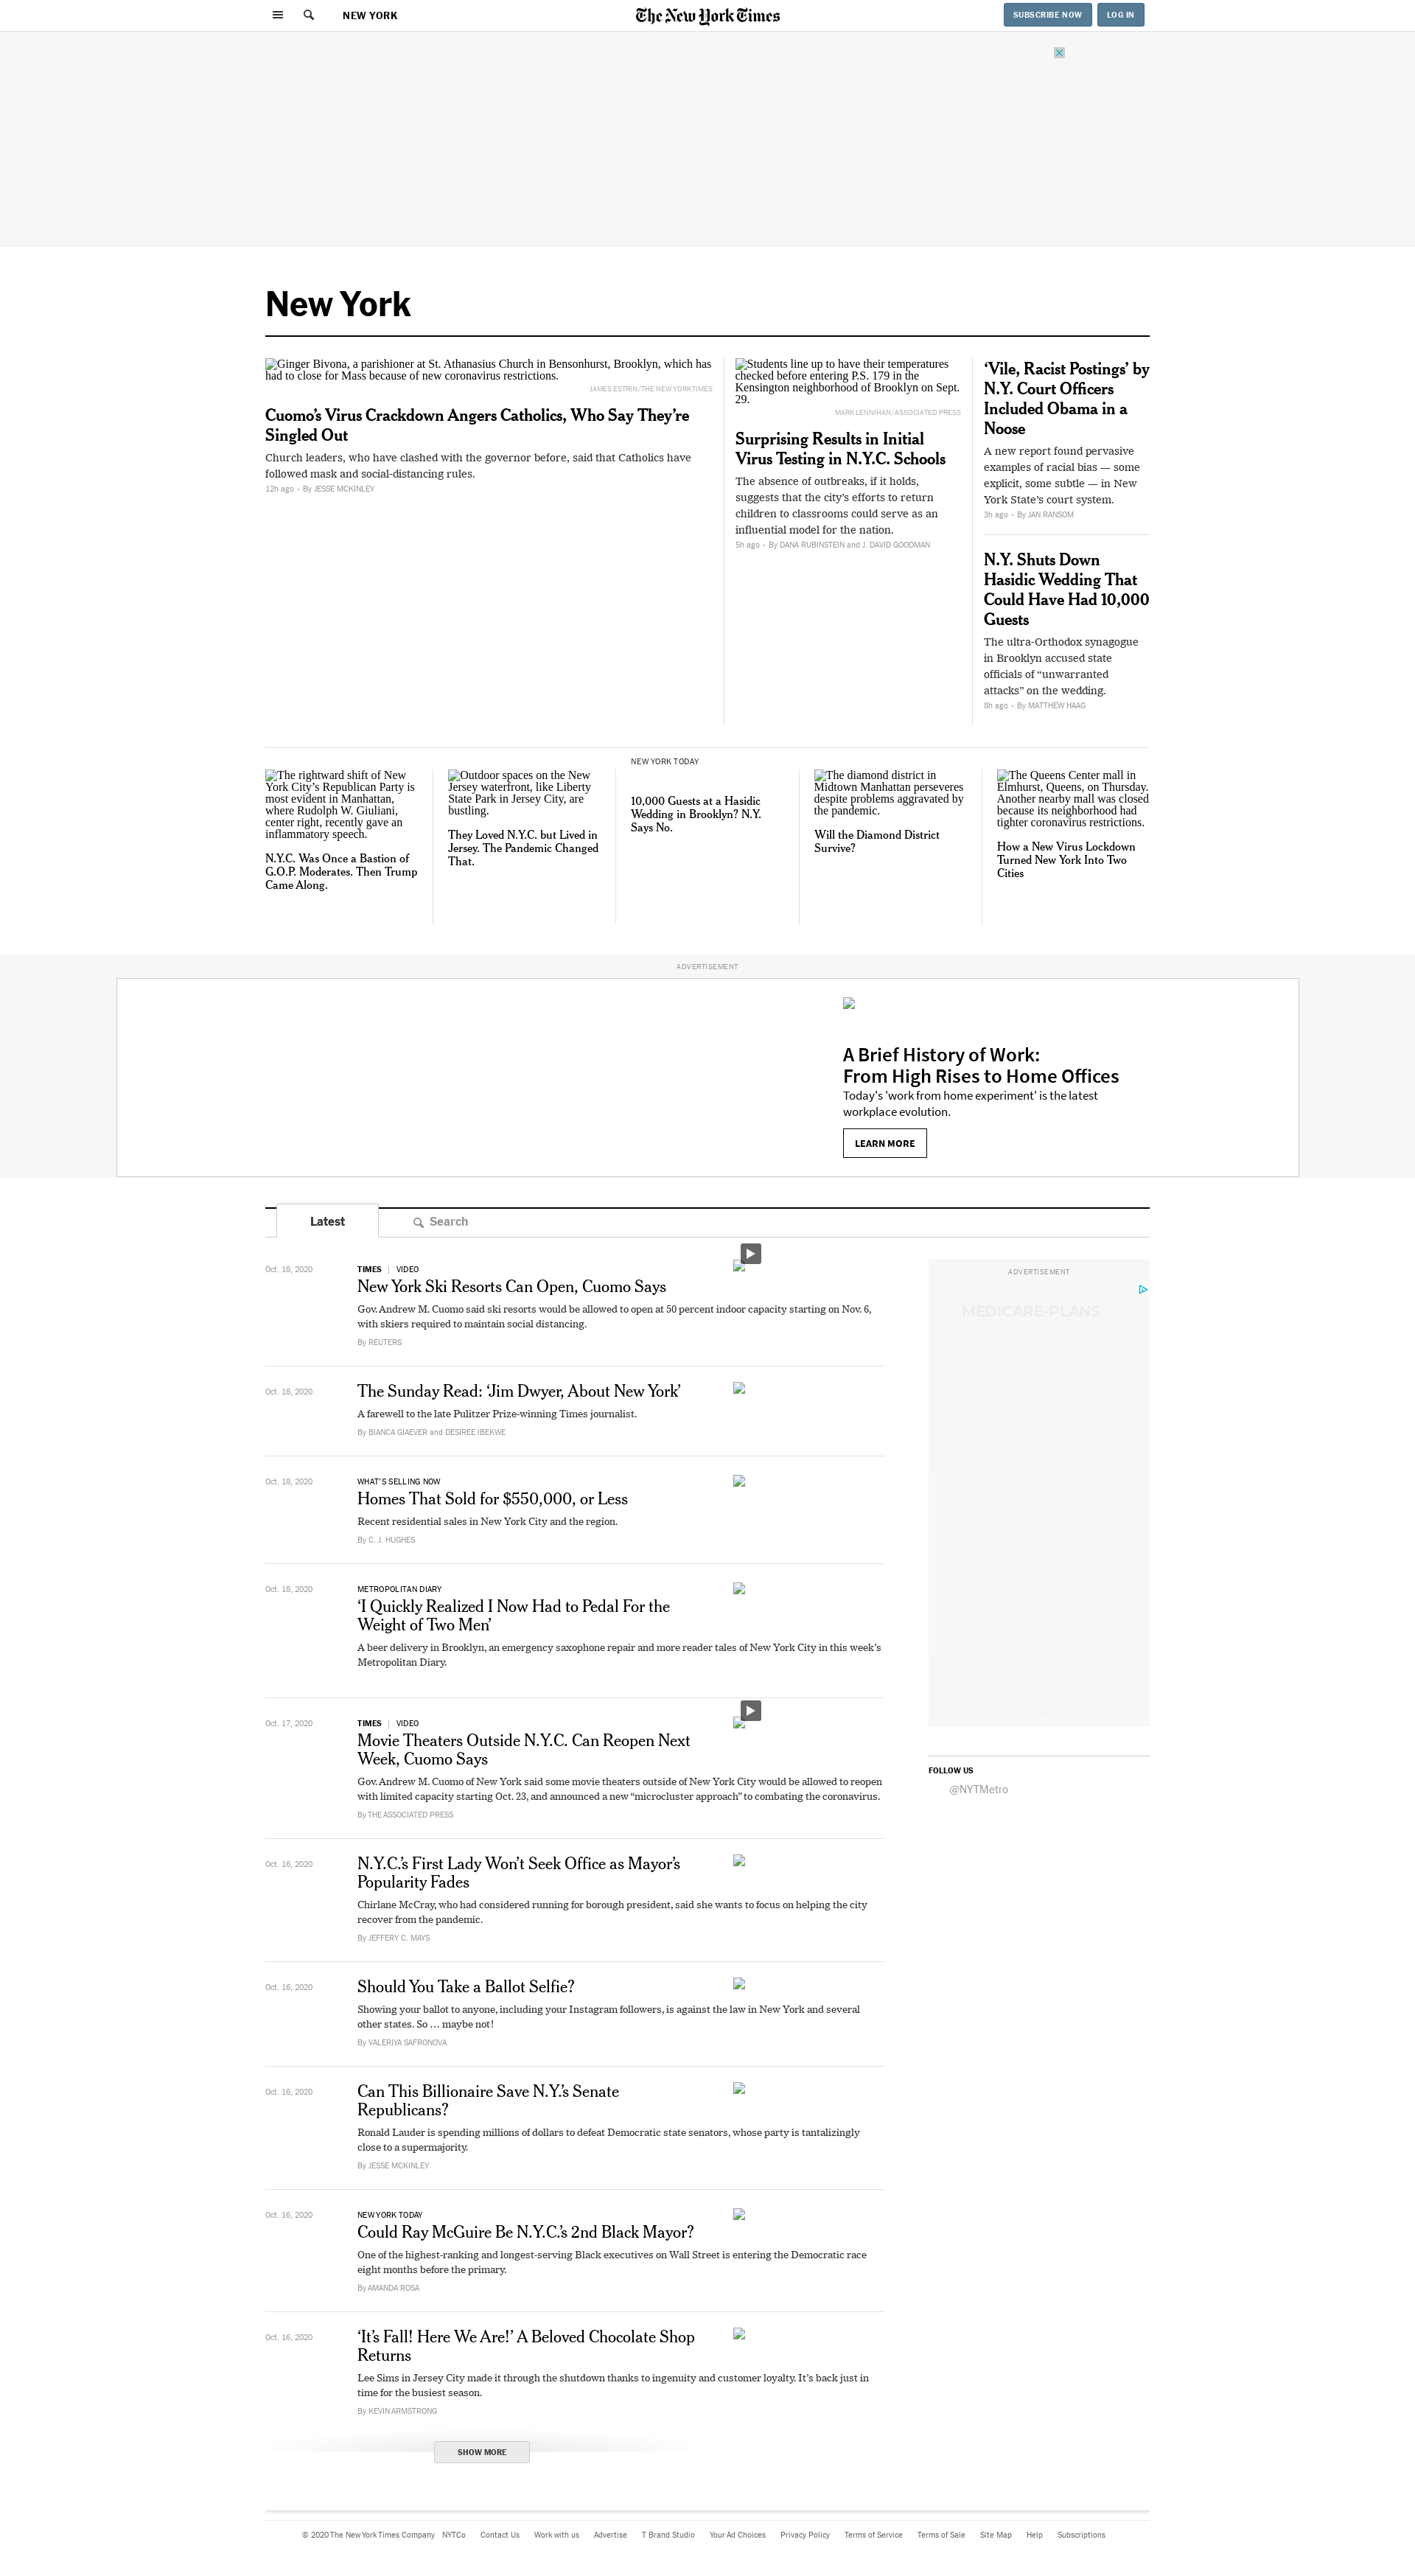 NEW YORK
The New York Times
SUBSCRIBE NOW
LOG IN
New York
Ginger Bivona, a parishioner at St. Athanasius Church in Bensonhurst, Brooklyn, which has
had to close for Mass because of new coronavirus restrictions.
JAMES ESTRIN/THE NEW YORK TIMES
Cuomo’s Virus Crackdown Angers Catholics, Who Say They’re
Singled Out
Church leaders, who have clashed with the governor before, said that Catholics have
followed mask and social-distancing rules.
12h ago • By JESSE MCKINLEY
Students line up to have their temperatures
checked before entering P.S. 179 in the
Kensington neighborhood of Brooklyn on Sept.
29.
MARK LENNIHAN/ASSOCIATED PRESS
Surprising Results in Initial
Virus Testing in N.Y.C. Schools
The absence of outbreaks, if it holds,
suggests that the city’s efforts to return
children to classrooms could serve as an
influential model for the nation.
5h ago • By DANA RUBINSTEIN and J. DAVID GOODMAN
‘Vile, Racist Postings’ by
N.Y. Court Officers
Included Obama in a
Noose
A new report found pervasive
examples of racial bias — some
explicit, some subtle — in New
York State’s court system.
3h ago • By JAN RANSOM
N.Y. Shuts Down
Hasidic Wedding That
Could Have Had 10,000
Guests
The ultra-Orthodox synagogue
in Brooklyn accused state
officials of “unwarranted
attacks” on the wedding.
8h ago • By MATTHEW HAAG
The rightward shift of New
York City’s Republican Party is
most evident in Manhattan,
where Rudolph W. Giuliani,
center right, recently gave an
inflammatory speech.
N.Y.C. Was Once a Bastion of
G.O.P. Moderates. Then Trump
Came Along.
Outdoor spaces on the New
Jersey waterfront, like Liberty
State Park in Jersey City, are
bustling.
They Loved N.Y.C. but Lived in
Jersey. The Pandemic Changed
That.
NEW YORK TODAY
10,000 Guests at a Hasidic
Wedding in Brooklyn? N.Y.
Says No.
The diamond district in
Midtown Manhattan perseveres
despite problems aggravated by
the pandemic.
Will the Diamond District
Survive?
The Queens Center mall in
Elmhurst, Queens, on Thursday.
Another nearby mall was closed
because its neighborhood had
tighter coronavirus restrictions.
How a New Virus Lockdown
Turned New York Into Two
Cities
ADVERTISEMENT
A Brief History of Work:
From High Rises to Home Offices
Today's 'work from home experiment' is the latest
workplace evolution.
LEARN MORE
Latest
Search
Oct. 18, 2020
TIMES | VIDEO
New York Ski Resorts Can Open, Cuomo Says
Gov. Andrew M. Cuomo said ski resorts would be allowed to open at 50 percent indoor capacity starting on Nov. 6,
with skiers required to maintain social distancing.
By REUTERS
Oct. 18, 2020
The Sunday Read: ‘Jim Dwyer, About New York’
A farewell to the late Pulitzer Prize-winning Times journalist.
By BIANCA GIAEVER and DESIREE IBEKWE
Oct. 18, 2020
WHAT’S SELLING NOW
Homes That Sold for $550,000, or Less
Recent residential sales in New York City and the region.
By C. J. HUGHES
Oct. 18, 2020
METROPOLITAN DIARY
‘I Quickly Realized I Now Had to Pedal For the
Weight of Two Men’
A beer delivery in Brooklyn, an emergency saxophone repair and more reader tales of New York City in this week’s
Metropolitan Diary.
Oct. 17, 2020
TIMES | VIDEO
Movie Theaters Outside N.Y.C. Can Reopen Next
Week, Cuomo Says
Gov. Andrew M. Cuomo of New York said some movie theaters outside of New York City would be allowed to reopen
with limited capacity starting Oct. 23, and announced a new “microcluster approach” to combating the coronavirus.
By THE ASSOCIATED PRESS
Oct. 16, 2020
N.Y.C.’s First Lady Won’t Seek Office as Mayor’s
Popularity Fades
Chirlane McCray, who had considered running for borough president, said she wants to focus on helping the city
recover from the pandemic.
By JEFFERY C. MAYS
Oct. 16, 2020
Should You Take a Ballot Selfie?
Showing your ballot to anyone, including your Instagram followers, is against the law in New York and several
other states. So … maybe not!
By VALERIYA SAFRONOVA
Oct. 16, 2020
Can This Billionaire Save N.Y.’s Senate
Republicans?
Ronald Lauder is spending millions of dollars to defeat Democratic state senators, whose party is tantalizingly
close to a supermajority.
By JESSE MCKINLEY
Oct. 16, 2020
NEW YORK TODAY
Could Ray McGuire Be N.Y.C.’s 2nd Black Mayor?
One of the highest-ranking and longest-serving Black executives on Wall Street is entering the Democratic race
eight months before the primary.
By AMANDA ROSA
Oct. 16, 2020
‘It’s Fall! Here We Are!’ A Beloved Chocolate Shop
Returns
Lee Sims in Jersey City made it through the shutdown thanks to ingenuity and customer loyalty. It’s back just in
time for the busiest season.
By KEVIN ARMSTRONG
SHOW MORE
ADVERTISEMENT
MEDICARE-PLANS
FOLLOW US
@NYTMetro
© 2020 The New York Times Company NYTCo Contact Us Work with us Advertise T Brand Studio Your Ad Choices Privacy Policy Terms of Service Terms of Sale Site Map Help Subscriptions